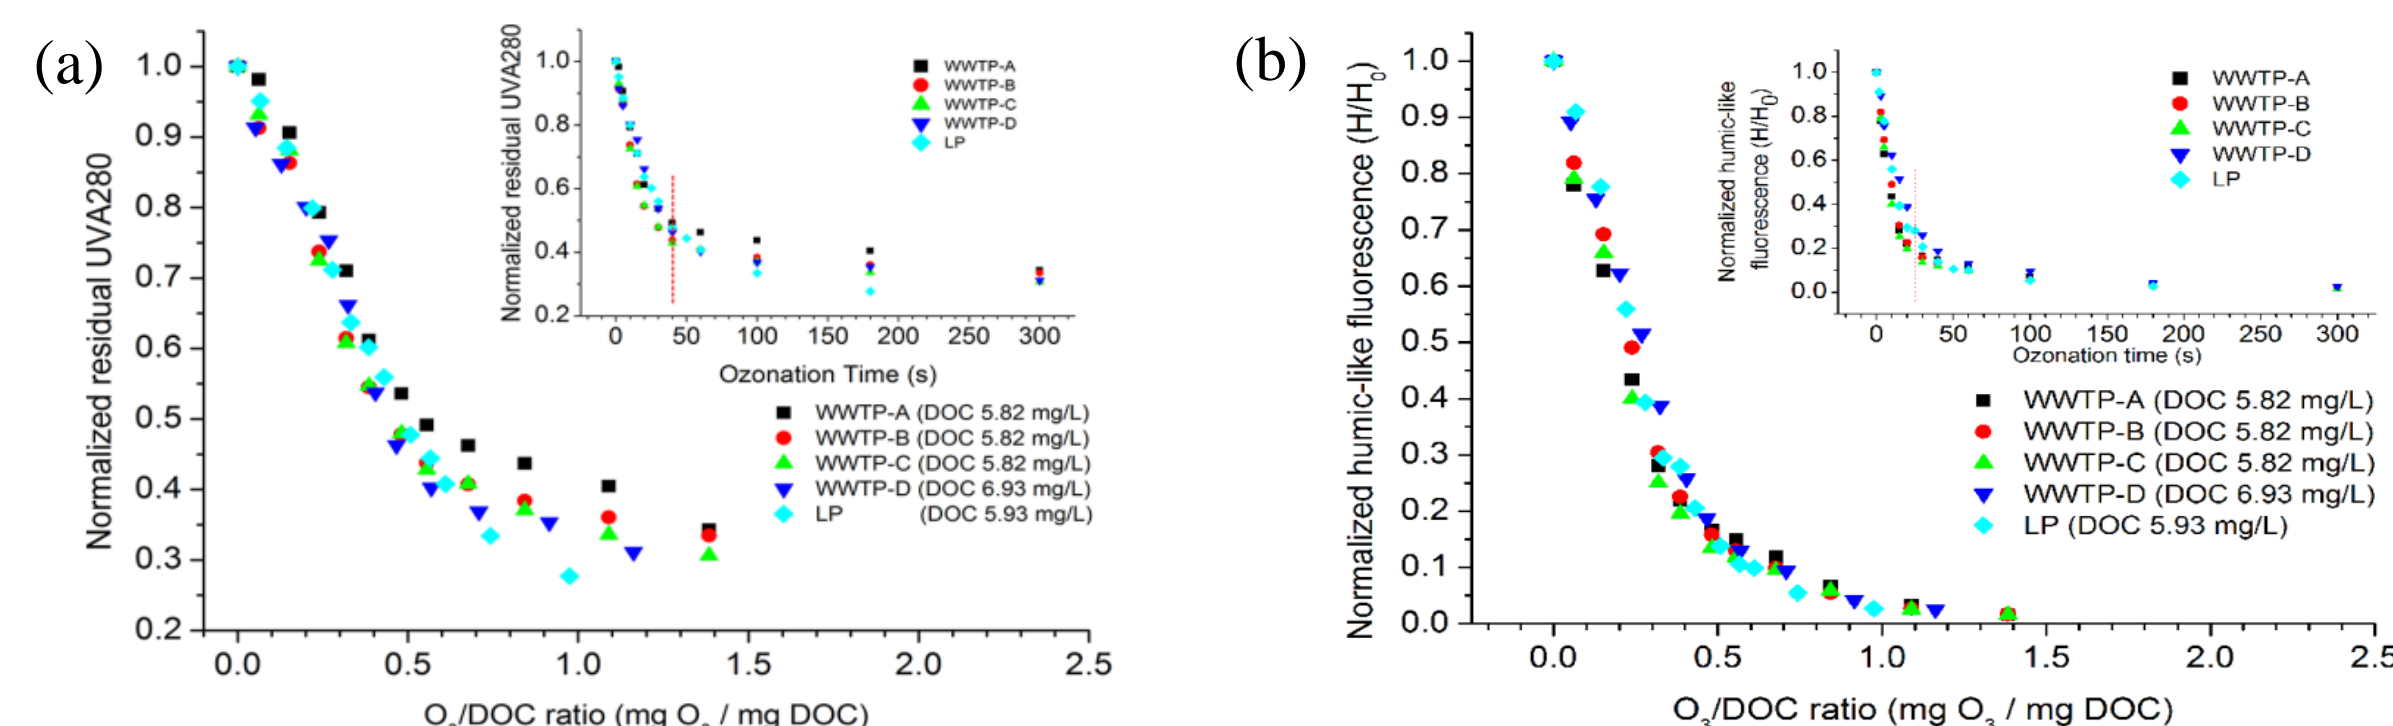 (a)
Normalized residual UVA280
1.0
0.9
0.8
0.7
0.6
0.5
0.4
0.3
0.2
0.0 0.5 1.0 1.5 2.0 2.5
O3/DOC ratio (mg O3 / mg DOC)
Normalized residual UVA280
1.0
0.8
0.6
0.4
0.2
0 50 100 150 200 250 300
Ozonation Time (s)
WWTP-A
WWTP-B
WWTP-C
WWTP-D
LP
WWTP-A (DOC 5.82 mg/L)
WWTP-B (DOC 5.82 mg/L)
WWTP-C (DOC 5.82 mg/L)
WWTP-D (DOC 6.93 mg/L)
LP (DOC 5.93 mg/L)
(b)
Normalized humic-like fluorescence (H/H0)
1.0
0.9
0.8
0.7
0.6
0.5
0.4
0.3
0.2
0.1
0.0
0.0 0.5 1.0 1.5 2.0 2.5
O3/DOC ratio (mg O3 / mg DOC)
Normalized humic-like
fluorescence (H/H0)
1.0
0.8
0.6
0.4
0.2
0.0
0 50 100 150 200 250 300
Ozonation time (s)
WWTP-A
WWTP-B
WWTP-C
WWTP-D
LP
WWTP-A (DOC 5.82 mg/L)
WWTP-B (DOC 5.82 mg/L)
WWTP-C (DOC 5.82 mg/L)
WWTP-D (DOC 6.93 mg/L)
LP (DOC 5.93 mg/L)